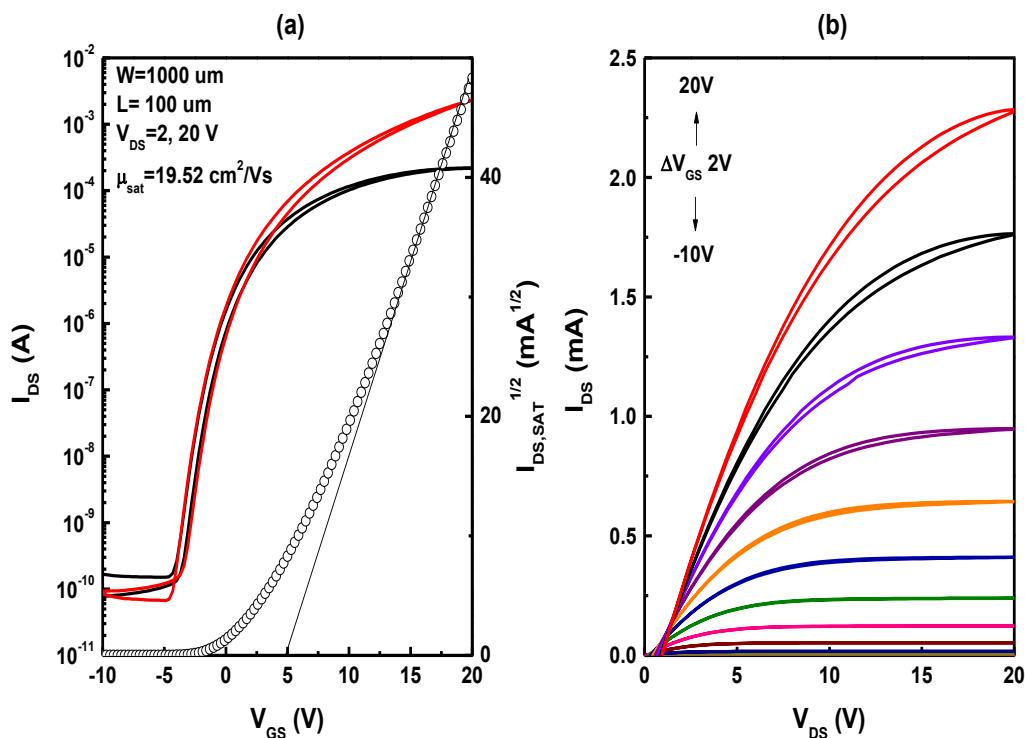 (a)
10^-2
10^-3
10^-4
10^-5
10^-6
10^-7
10^-8
10^-9
10^-10
10^-11
I_DS (A)
W=1000 um
L= 100 um
V_DS=2, 20 V
μ_sat=19.52 cm^2/Vs
40
20
0
I_DS,SAT^1/2 (mA^1/2)
-10 -5 0 5 10 15 20
V_GS (V)
(b)
2.5
2.0
1.5
1.0
0.5
0.0
I_DS (mA)
20V
ΔV_GS 2V
-10V
0 5 10 15 20
V_DS (V)